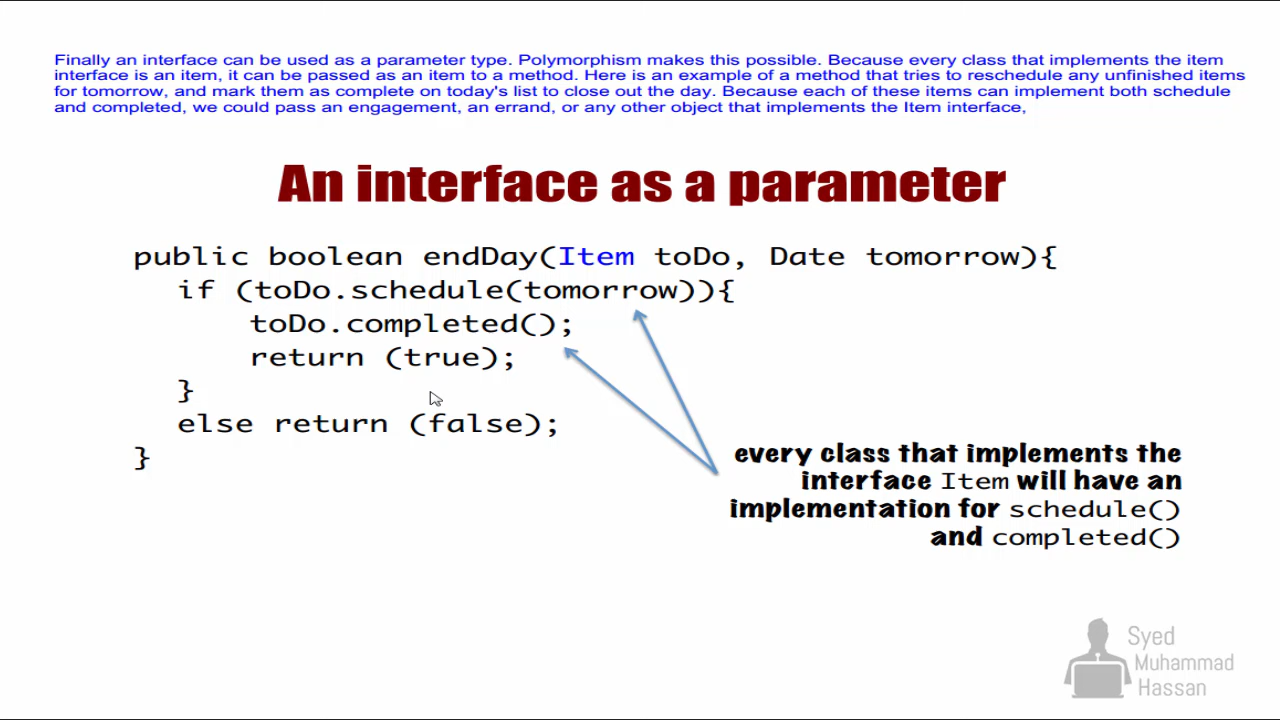 Finally an interface can be used as a parameter type. Polymorphism makes this possible. Because every class that implements the item
interface is an item, it can be passed as an item to a method. Here is an example of a method that tries to reschedule any unfinished items
for tomorrow, and mark them as complete on today's list to close out the day. Because each of these items can implement both schedule
and completed, we could pass an engagement, an errand, or any other object that implements the Item interface,
An interface as a parameter
public boolean endDay(Item toDo, Date tomorrow){
if (toDo.schedule(tomorrow)){
toDo.completed();
return (true);
}
else return (false);
}
every class that implements the
interface Item will have an
implementation for schedule()
and completed()
Syed
Muhammad
Hassan